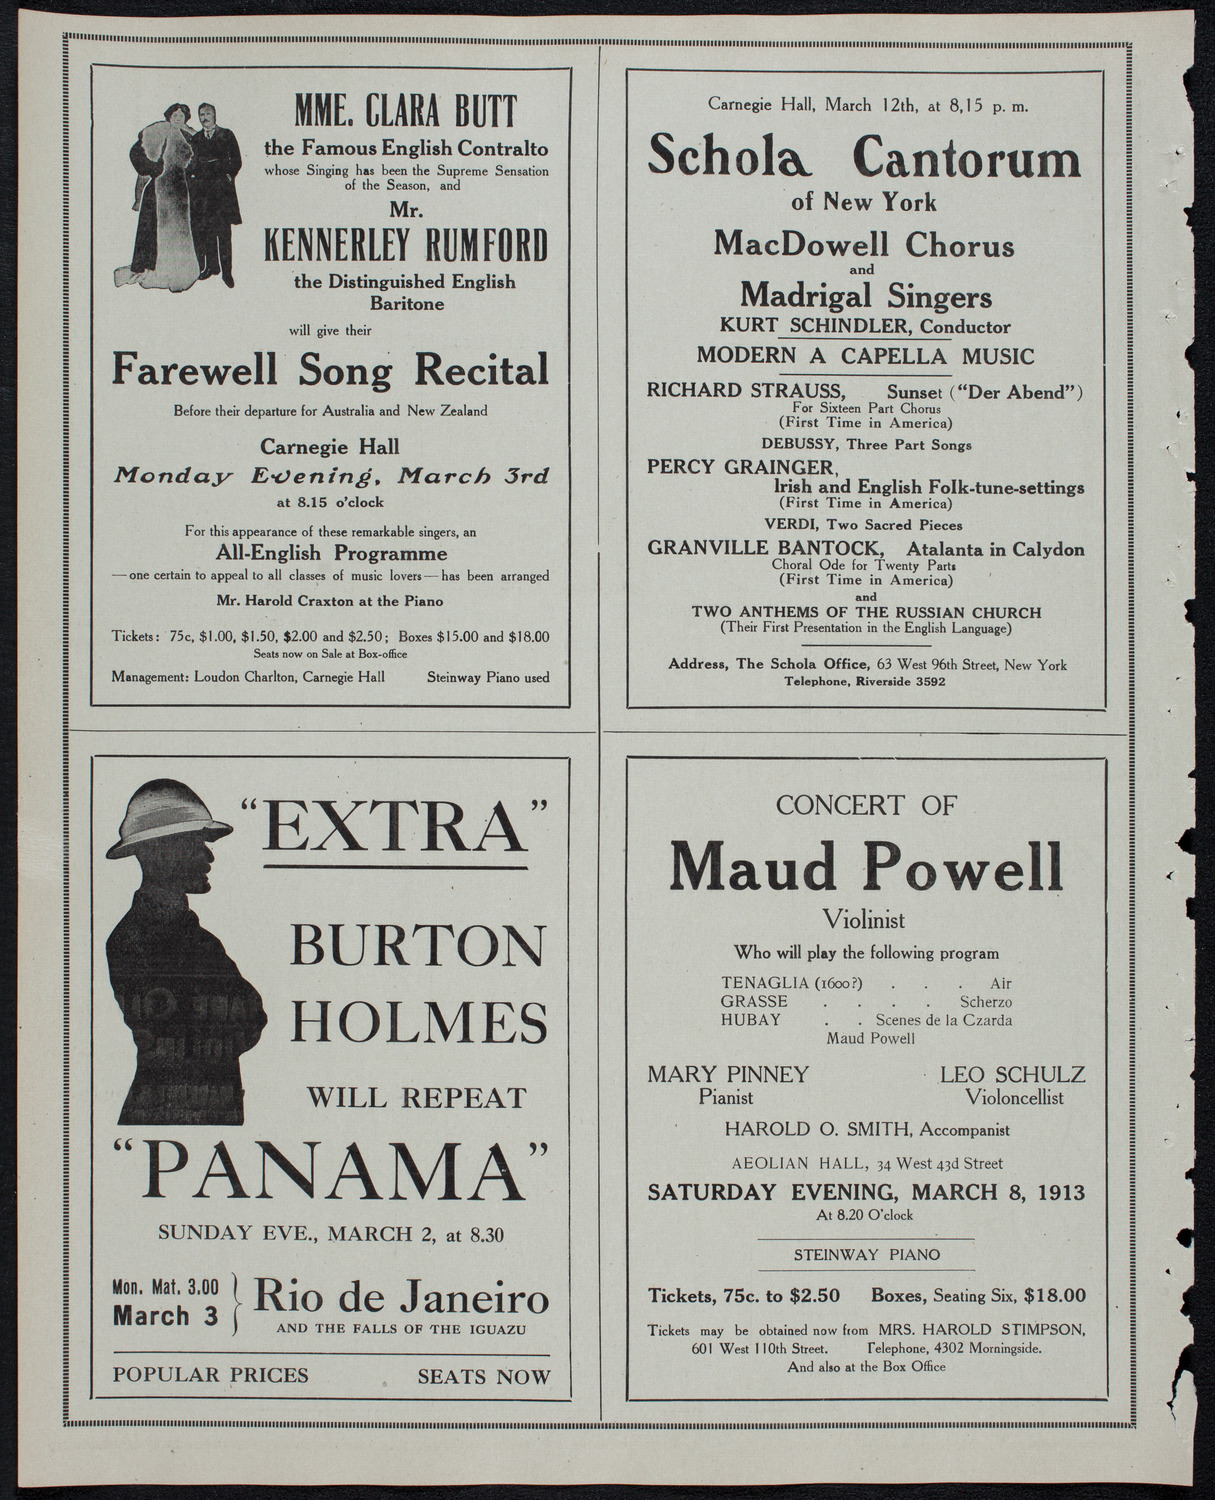 MME. CLARA BUTT
the Famous English Contralto
whose Singing has been the Supreme Sensation
of the Season, and
Mr.
KENNERLEY RUMFORD
the Distinguished English
Baritone
will give their
Farewell Song Recital
Before their departure for Australia and New Zealand
Carnegie Hall
Monday Evening, March 3rd
at 8.15 o'clock
For this appearance of these remarkable singers, an
All-English Programme
—one certain to appeal to all classes of music lovers—has been arranged
Mr. Harold Craxton at the Piano
Tickets: 75c, $1.00, $1.50, $2.00 and $2.50; Boxes $15.00 and $18.00
Seats now on Sale at Box-office
Management: Loudon Charlton, Carnegie Hall Steinway Piano used
Carnegie Hall, March 12th, at 8,15 p. m.
Schola Cantorum
of New York
MacDowell Chorus
and
Madrigal Singers
KURT SCHINDLER, Conductor
MODERN A CAPELLA MUSIC
RICHARD STRAUSS, Sunset ("Der Abend")
For Sixteen Part Chorus
(First Time in America)
DEBUSSY, Three Part Songs
PERCY GRAINGER,
Irish and English Folk-tune-settings
(First Time in America)
VERDI, Two Sacred Pieces
GRANVILLE BANTOCK, Atalanta in Calydon
Choral Ode for Twenty Parts
(First Time in America)
and
TWO ANTHEMS OF THE RUSSIAN CHURCH
(Their First Presentation in the English Language)
Address, The Schola Office, 63 West 96th Street, New York
Telephone, Riverside 3592
"EXTRA"
BURTON
HOLMES
WILL REPEAT
"PANAMA"
SUNDAY EVE., MARCH 2, at 8.30
Mon. Mat. 3.00
March 3
Rio de Janeiro
AND THE FALLS OF THE IGUAZU
POPULAR PRICES SEATS NOW
CONCERT OF
Maud Powell
Violinist
Who will play the following program
TENAGLIA (1600?) . . . Air
GRASSE . . . . Scherzo
HUBAY . . Scenes de la Czarda
Maud Powell
MARY PINNEY LEO SCHULZ
Pianist Violoncellist
HAROLD O. SMITH, Accompanist
AEOLIAN HALL, 34 West 43d Street
SATURDAY EVENING, MARCH 8, 1913
At 8.20 O'clock
STEINWAY PIANO
Tickets, 75c. to $2.50 Boxes, Seating Six, $18.00
Tickets may be obtained now from MRS. HAROLD STIMPSON,
601 West 110th Street. Telephone, 4302 Morningside.
And also at the Box Office